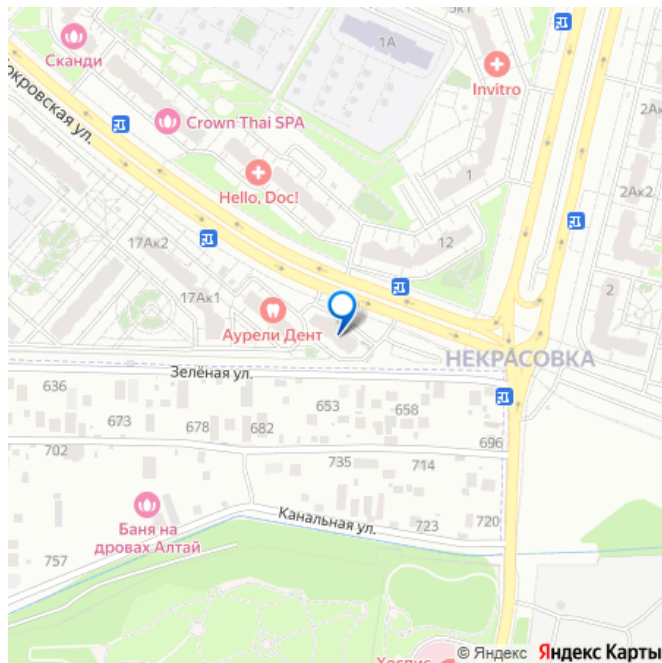 5к1
1А
Сканди
Invitro
окровская ул.
2Ак
Crown Thai SPA
Hello, Doc!
1
2Ак2
17Ак2
12
17Ак1
2
Аурели Дент
НЕКРАСОВКА
Зелёная ул.
636
653
658
673
678
682
696
702
735
714
Канальная ул.
723
720
Баня на
дровах Алтай
757
Хоспис
© Яндекс Яндекс Карты